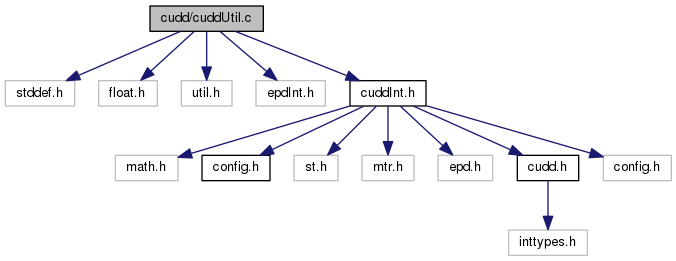 cudd/cuddUtil.c
stddef.h
float.h
util.h
epdInt.h
cuddInt.h
math.h
config.h
st.h
mtr.h
epd.h
cudd.h
config.h
inttypes.h